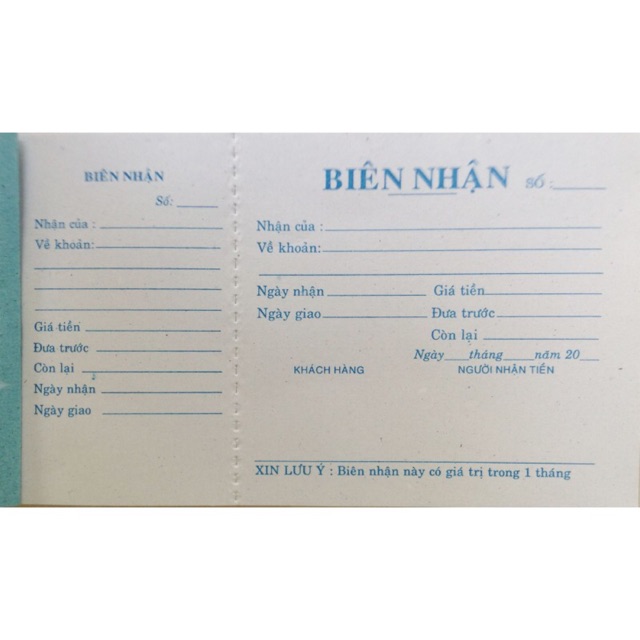 BIÊN NHẬN
Số:
Nhận của :
Về khoản:
Giá tiền
Đưa trước
Còn lại
Ngày nhận
Ngày giao
BIÊN NHẬN Số :
Nhận của :
Về khoản:
Ngày nhận Giá tiền
Ngày giao Đưa trước
Còn lại
Ngày tháng năm 20
KHÁCH HÀNG NGƯỜI NHẬN TIỀN
XIN LƯU Ý : Biên nhận này có giá trị trong 1 tháng